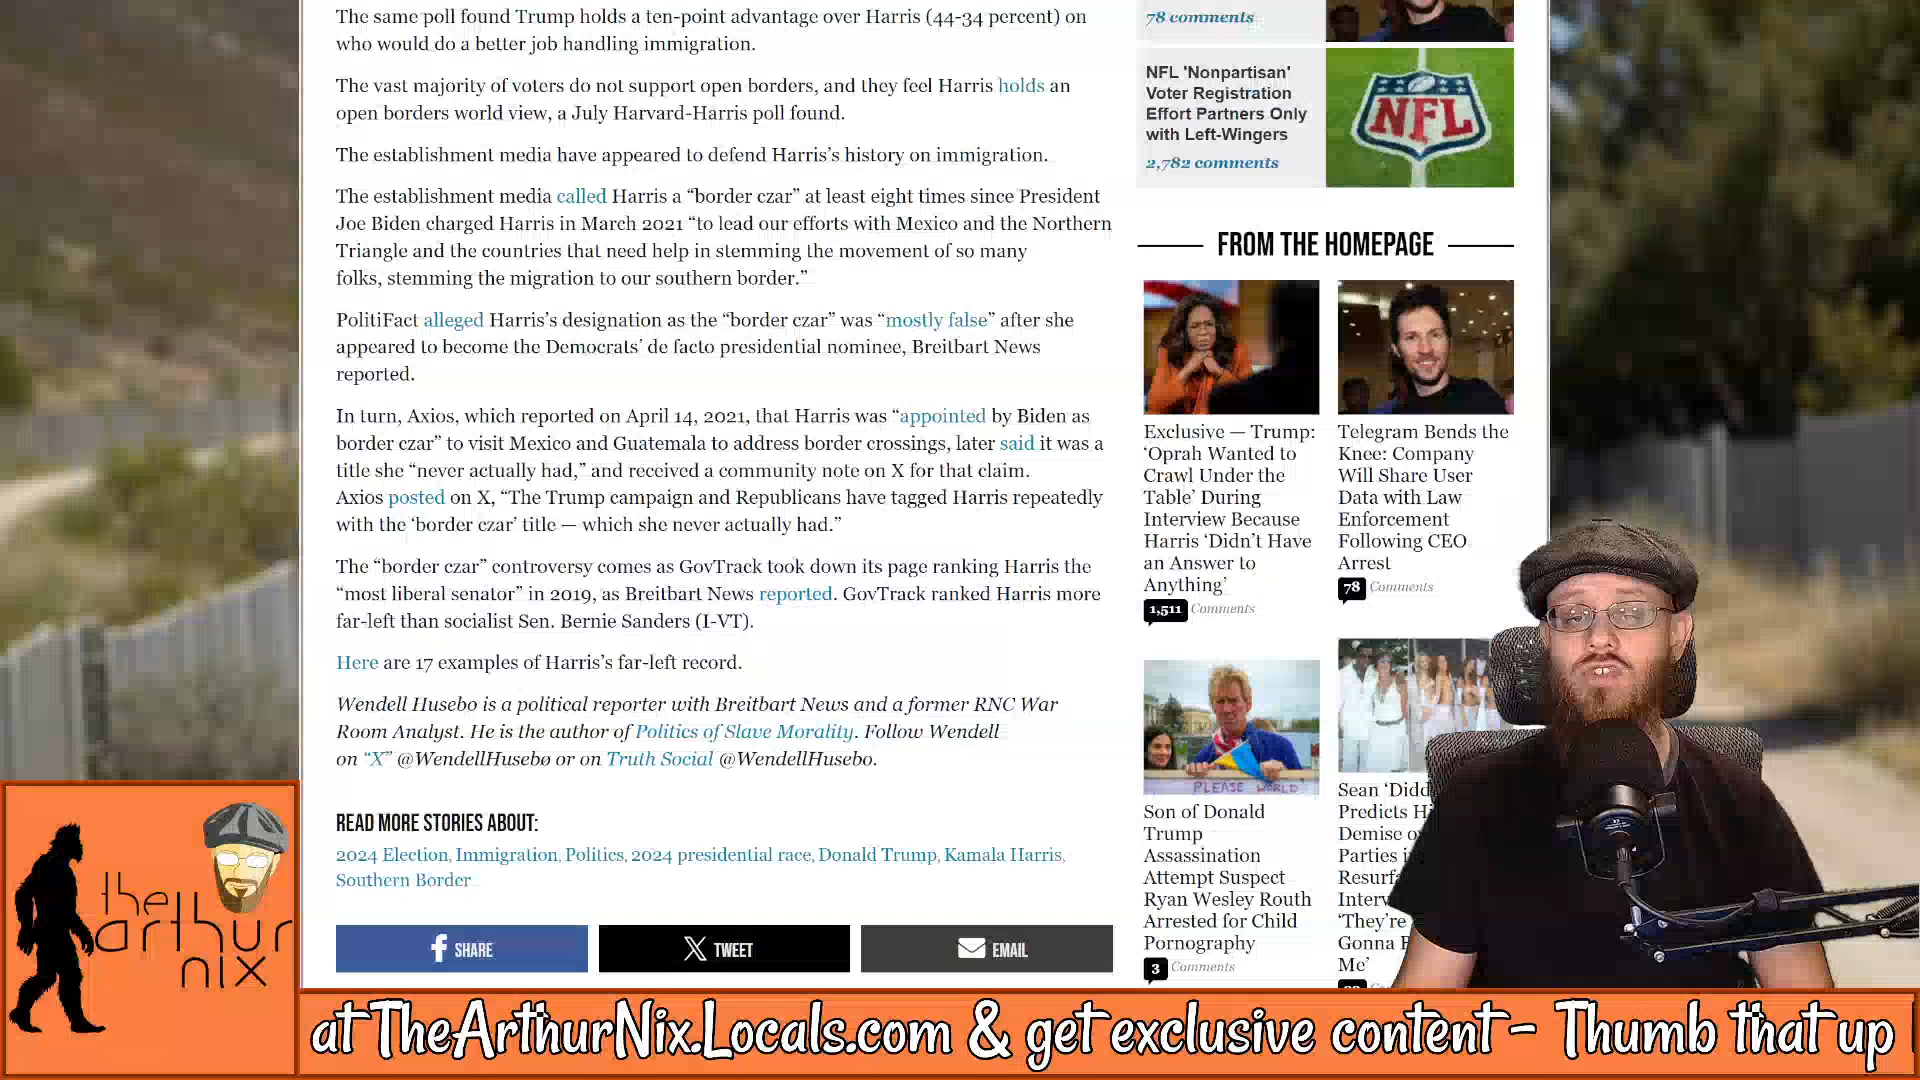 The same poll found Trump holds a ten-point advantage over Harris (44-34 percent) on
who would do a better job handling immigration.
The vast majority of voters do not support open borders, and they feel Harris holds an
open borders world view, a July Harvard-Harris poll found.
The establishment media have appeared to defend Harris's history on immigration.
The establishment media called Harris a “border czar” at least eight times since President
Joe Biden charged Harris in March 2021 “to lead our efforts with Mexico and the Northern
Triangle and the countries that need help in stemming the movement of so many
folks, stemming the migration to our southern border.”
PolitiFact alleged Harris's designation as the “border czar” was “mostly false” after she
appeared to become the Democrats' de facto presidential nominee, Breitbart News
reported.
In turn, Axios, which reported on April 14, 2021, that Harris was “appointed by Biden as
border czar” to visit Mexico and Guatemala to address border crossings, later said it was a
title she “never actually had,” and received a community note on X for that claim.
Axios posted on X, “The Trump campaign and Republicans have tagged Harris repeatedly
with the ‘border czar’ title — which she never actually had.”
The “border czar” controversy comes as GovTrack took down its page ranking Harris the
“most liberal senator” in 2019, as Breitbart News reported. GovTrack ranked Harris more
far-left than socialist Sen. Bernie Sanders (I-VT).
Here are 17 examples of Harris's far-left record.
Wendell Husebo is a political reporter with Breitbart News and a former RNC War
Room Analyst. He is the author of Politics of Slave Morality. Follow Wendell
on “X” @WendellHusebø or on Truth Social @WendellHusebo.
READ MORE STORIES ABOUT:
2024 Election, Immigration, Politics, 2024 presidential race, Donald Trump, Kamala Harris,
Southern Border
SHARE
TWEET
EMAIL
78 comments
NFL 'Nonpartisan'
Voter Registration
Effort Partners Only
with Left-Wingers
2,782 comments
NFL
FROM THE HOMEPAGE
Exclusive — Trump:
‘Oprah Wanted to
Crawl Under the
Table’ During
Interview Because
Harris ‘Didn’t Have
an Answer to
Anything’
1,511 Comments
Telegram Bends the
Knee: Company
Will Share User
Data with Law
Enforcement
Following CEO
Arrest
78 Comments
PLEASE WORLD
Son of Donald
Trump
Assassination
Attempt Suspect
Ryan Wesley Routh
Arrested for Child
Pornography
3 Comments
Sean ‘Didd
Predicts Hi
Demise o
Parties i
Resurfa
Interv
‘They’re
Gonna
Me’
the
arthur
nix
at TheArthurNix.Locals.com & get exclusive content - Thumb that up